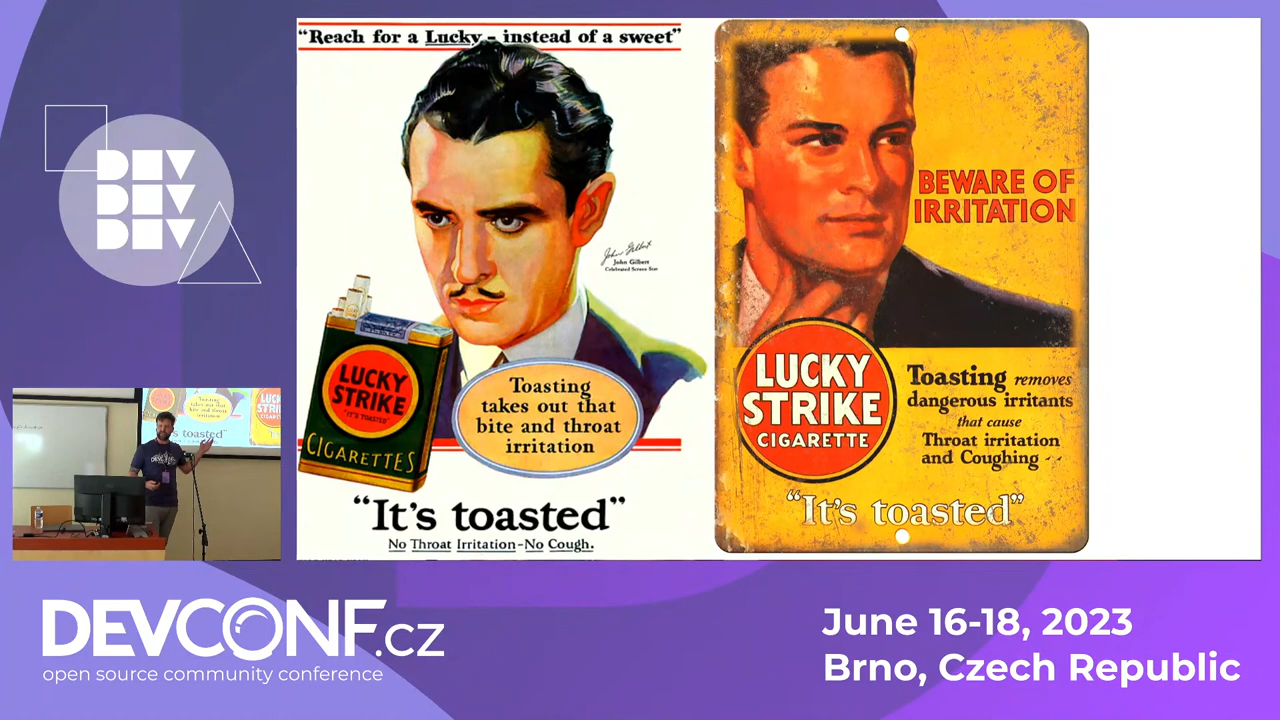 DEV
DEV
DEV
“Reach for a Lucky - instead of a sweet”
John Gilbert
John Gilbert
Celebrated Screen Star
LUCKY
STRIKE
"IT'S TOASTED"
CIGARETTES
Toasting
takes out that
bite and throat
irritation
“It's toasted”
No Throat Irritation-No Cough.
BEWARE OF
IRRITATION
LUCKY
STRIKE
CIGARETTE
Toasting removes
dangerous irritants
that cause
Throat irritation
and Coughing
“It's toasted”
DEVCONF.cz
open source community conference
June 16-18, 2023
Brno, Czech Republic